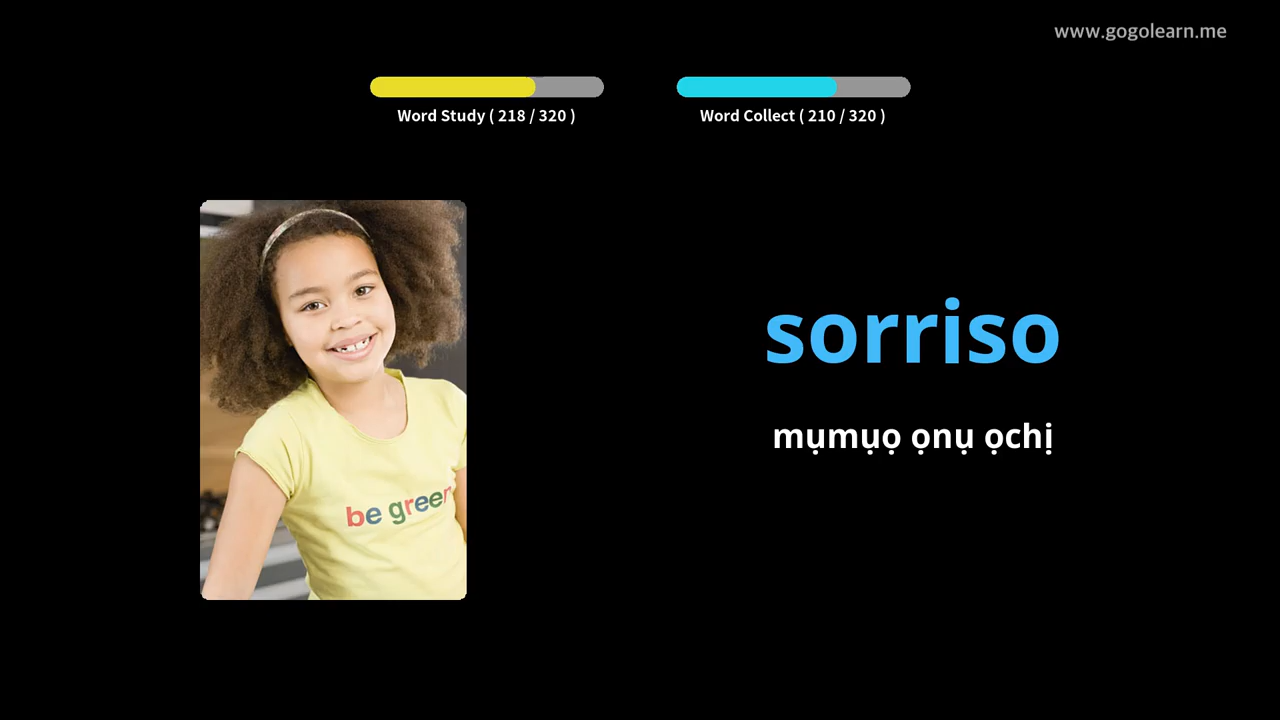 www.gogolearn.me
Word Study ( 218 / 320 )
Word Collect ( 210 / 320 )
sorriso
mụmụọ ọnụ ọchị
be green